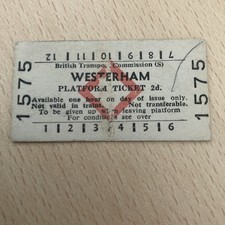 7 8 9 10 11 12
British Transpo.. Commission (S)
WESTERHAM
PLATFORM TICKET 2d.
Available one hour on day of issue only.
Not valid in trains. Not transferable.
To be given up when leaving platform
For conditions see over
1 2 3 4 5 6
1575
1575